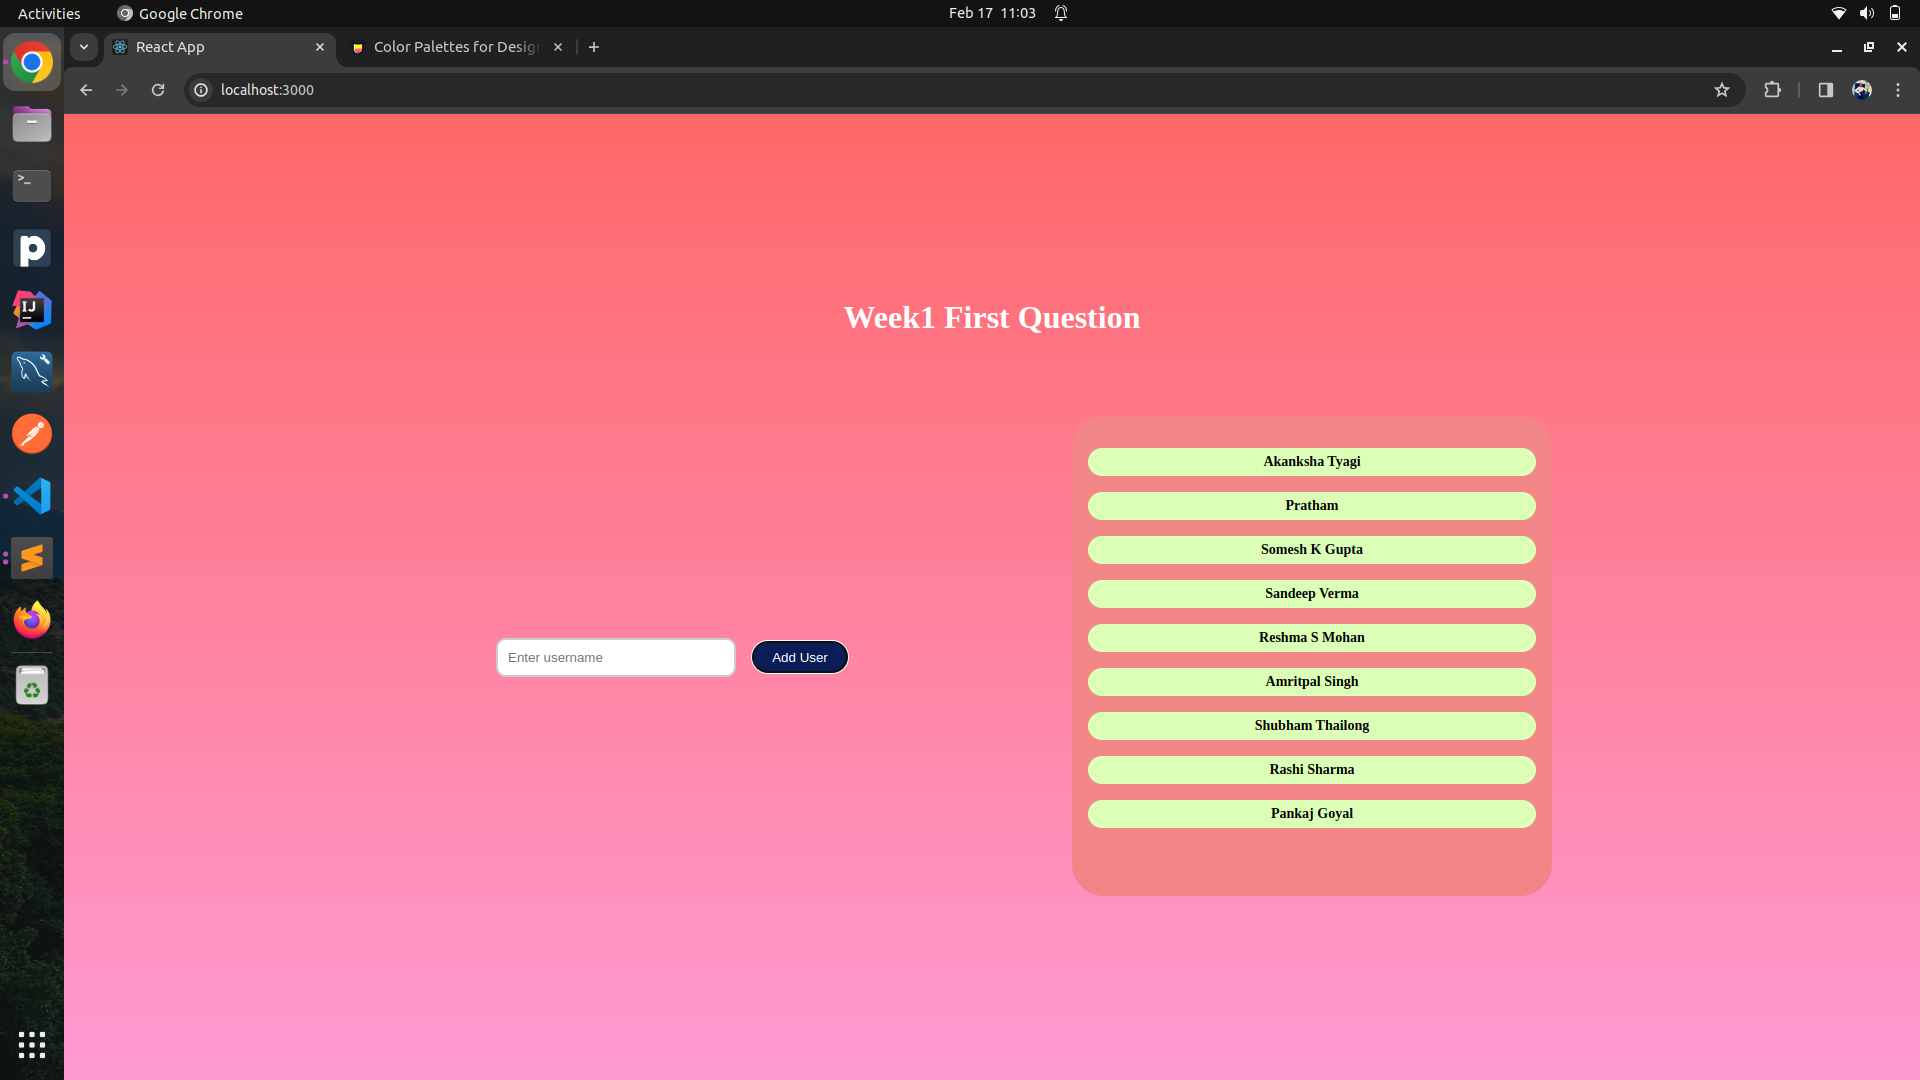 Activities
Google Chrome
Feb 17 11:03
React App
Color Palettes for Desig
localhost:3000
>_
p
IJ
Week1 First Question
Akanksha Tyagi
Pratham
Somesh K Gupta
Sandeep Verma
Reshma S Mohan
Enter username
Add User
Amritpal Singh
Shubham Thailong
Rashi Sharma
Pankaj Goyal